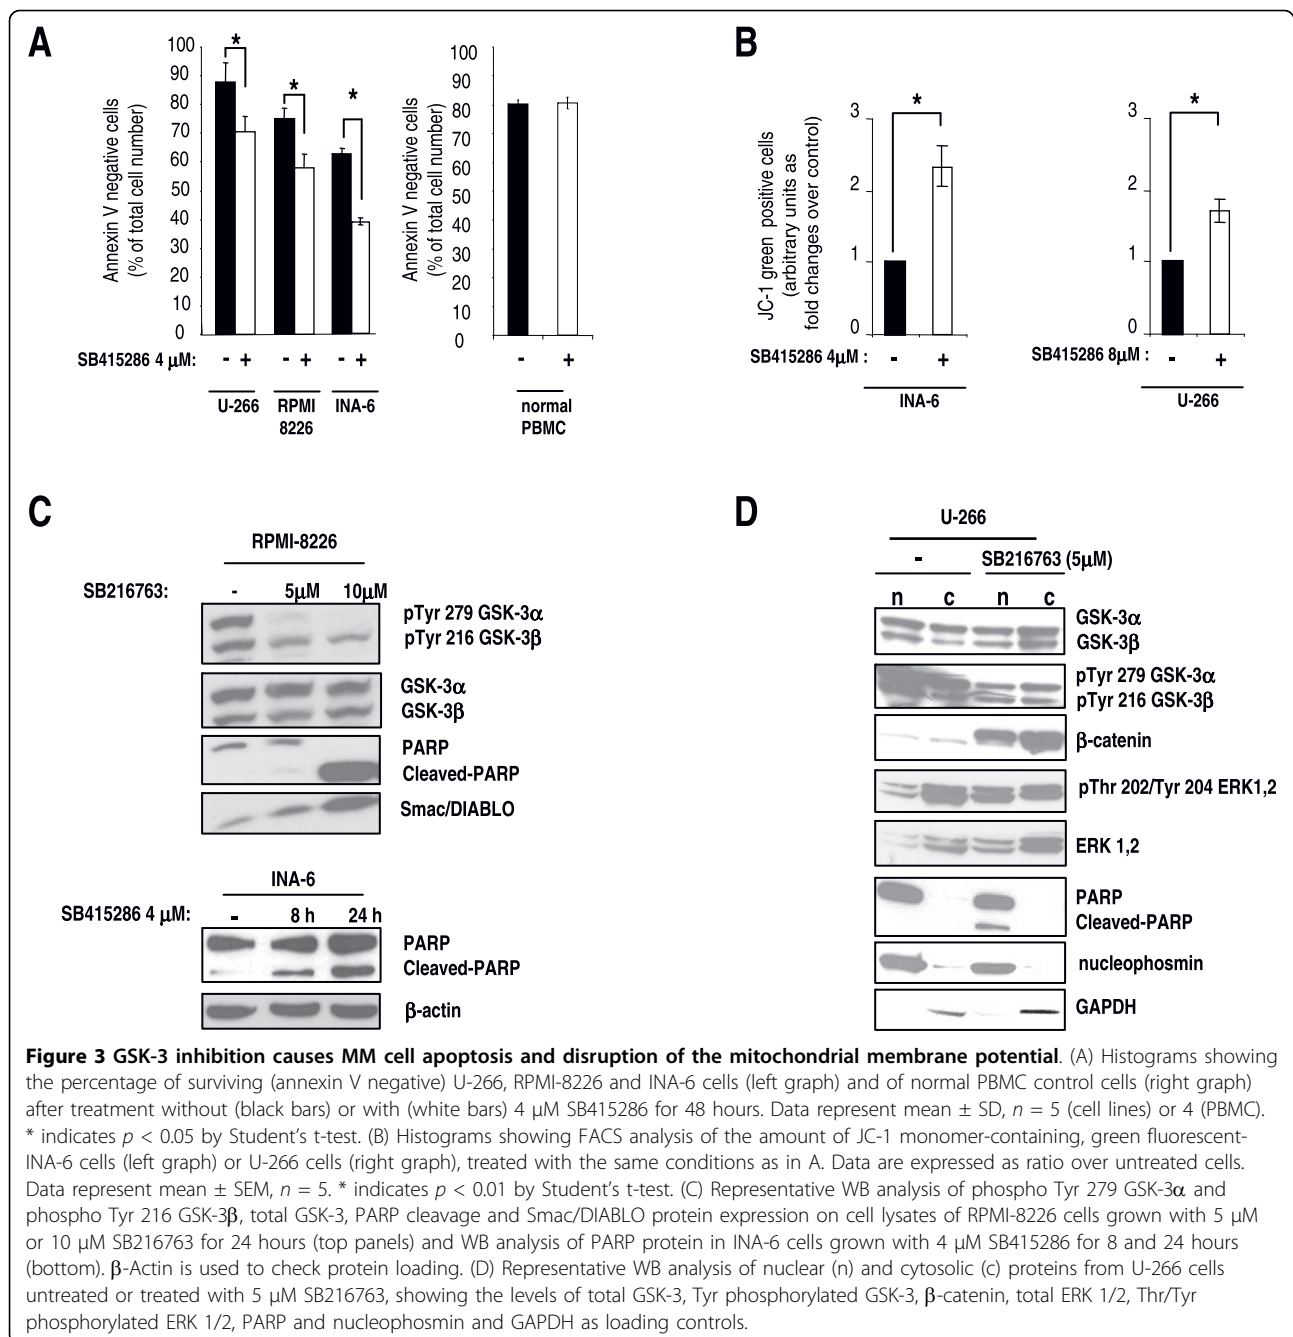 A
Annexin V negative cells
(% of total cell number)
100
90
80
70
60
50
40
30
20
10
0
*
*
*
SB415286 4 μM:
- + - + - +
U-266 RPMI 8226 INA-6
Annexin V negative cells
(% of total cell number)
100
90
80
70
60
50
40
30
20
10
0
- +
normal
PBMC
B
JC-1 green positive cells
(arbitrary units as
fold changes over control)
3
2
1
0
*
SB415286 4μM : - +
INA-6
3
2
1
0
*
SB415286 8μM : - +
U-266
C
RPMI-8226
SB216763: - 5μM 10μM
pTyr 279 GSK-3α
pTyr 216 GSK-3β
GSK-3α
GSK-3β
PARP
Cleaved-PARP
Smac/DIABLO
INA-6
SB415286 4 μM: - 8 h 24 h
PARP
Cleaved-PARP
β-actin
D
U-266
- SB216763 (5μM)
n c n c
GSK-3α
GSK-3β
pTyr 279 GSK-3α
pTyr 216 GSK-3β
β-catenin
pThr 202/Tyr 204 ERK1,2
ERK 1,2
PARP
Cleaved-PARP
nucleophosmin
GAPDH
Figure 3 GSK-3 inhibition causes MM cell apoptosis and disruption of the mitochondrial membrane potential. (A) Histograms showing
the percentage of surviving (annexin V negative) U-266, RPMI-8226 and INA-6 cells (left graph) and of normal PBMC control cells (right graph)
after treatment without (black bars) or with (white bars) 4 μM SB415286 for 48 hours. Data represent mean ± SD, n = 5 (cell lines) or 4 (PBMC).
* indicates p < 0.05 by Student's t-test. (B) Histograms showing FACS analysis of the amount of JC-1 monomer-containing, green fluorescent-
INA-6 cells (left graph) or U-266 cells (right graph), treated with the same conditions as in A. Data are expressed as ratio over untreated cells.
Data represent mean ± SEM, n = 5. * indicates p < 0.01 by Student's t-test. (C) Representative WB analysis of phospho Tyr 279 GSK-3α and
phospho Tyr 216 GSK-3β, total GSK-3, PARP cleavage and Smac/DIABLO protein expression on cell lysates of RPMI-8226 cells grown with 5 μM
or 10 μM SB216763 for 24 hours (top panels) and WB analysis of PARP protein in INA-6 cells grown with 4 μM SB415286 for 8 and 24 hours
(bottom). β-Actin is used to check protein loading. (D) Representative WB analysis of nuclear (n) and cytosolic (c) proteins from U-266 cells
untreated or treated with 5 μM SB216763, showing the levels of total GSK-3, Tyr phosphorylated GSK-3, β-catenin, total ERK 1/2, Thr/Tyr
phosphorylated ERK 1/2, PARP and nucleophosmin and GAPDH as loading controls.